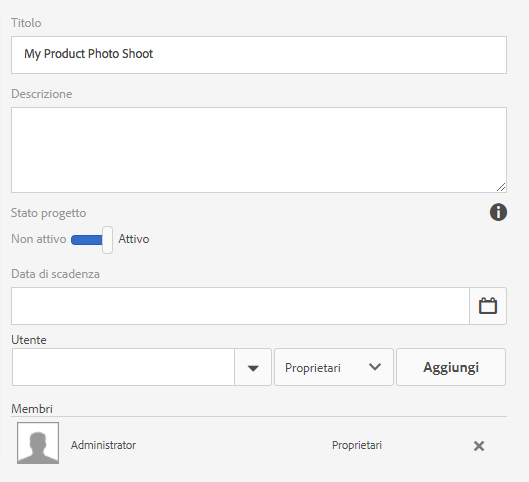 Titolo
My Product Photo Shoot
Descrizione
Stato progetto
Non attivo Attivo
Data di scadenza
Utente
Proprietari Aggiungi
Membri
Administrator Proprietari